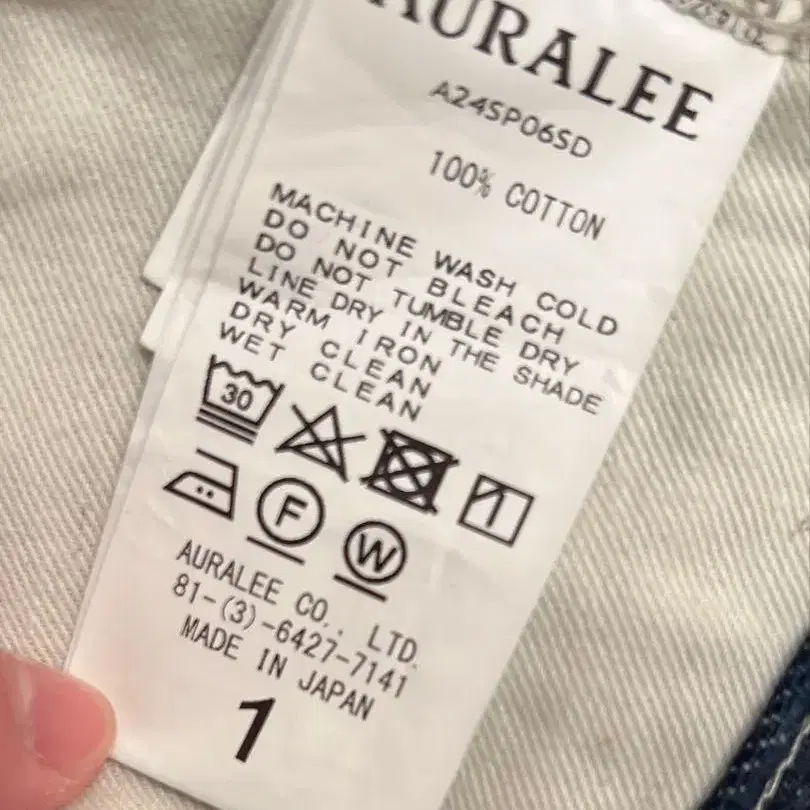 AURALEE
A24SP06SD
100% COTTON
MACHINE WASH COLD
DO NOT BLEACH
DO NOT TUMBLE DRY
LINE DRY IN THE SHADE
WARM IRON
DRY CLEAN
WET CLEAN
30
F
W
AURALEE CO., LTD.
81-(3)-6427-7141
MADE IN JAPAN
1